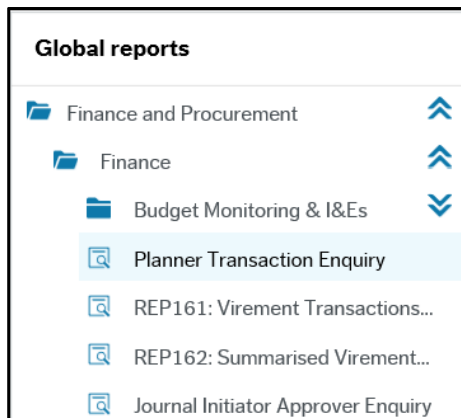 Global reports
Finance and Procurement
Finance
Budget Monitoring & I&Es
Planner Transaction Enquiry
REP161: Virement Transactions...
REP162: Summarised Virement...
Journal Initiator Approver Enquiry